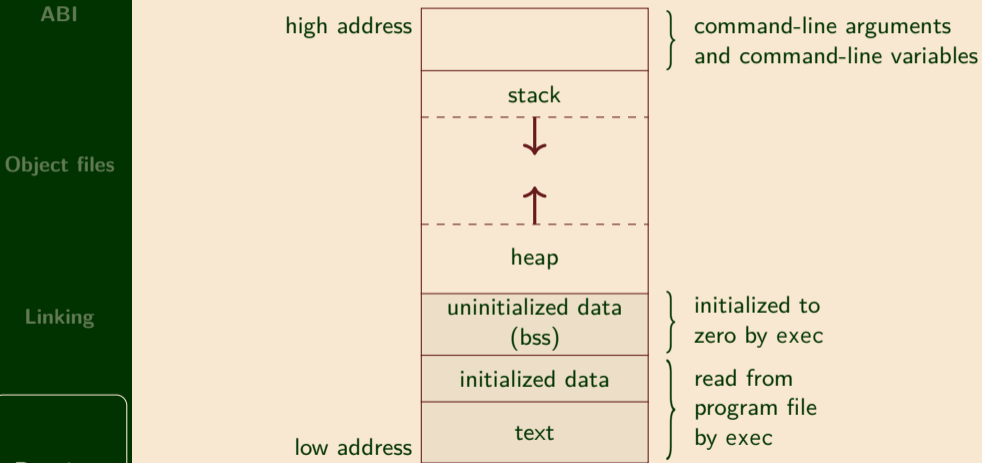 ABI
Object files
Linking
high address
command-line arguments
and command-line variables
stack
heap
uninitialized data
(bss)
initialized to
zero by exec
initialized data
read from
program file
by exec
text
low address